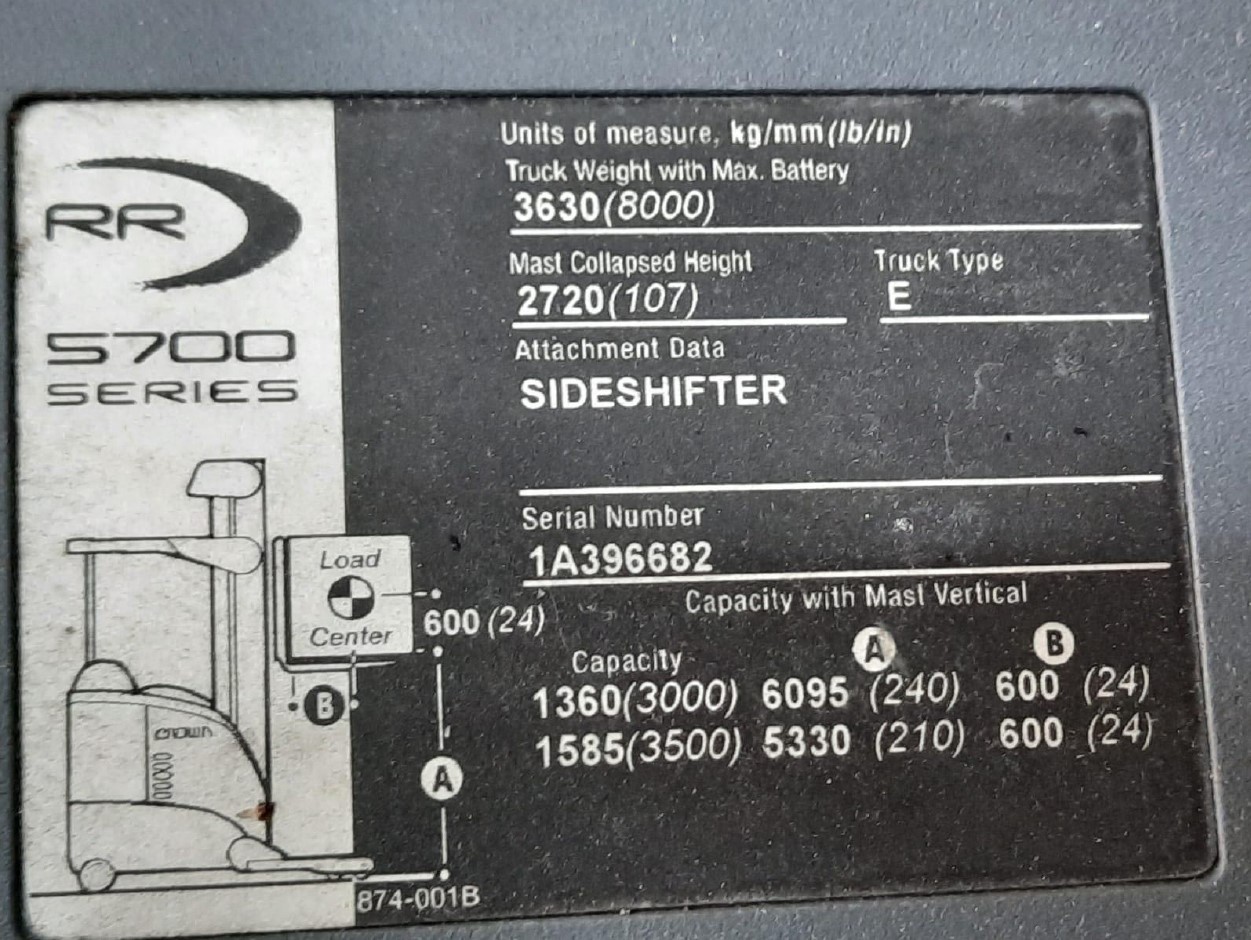 RR
5700
SERIES
Units of measure, kg/mm (lb/in)
Truck Weight with Max. Battery
3630 (8000)
Mast Collapsed Height Truck Type
2720 (107) E
Attachment Data
SIDESHIFTER
Serial Number
1A396682
Capacity with Mast Vertical
Capacity A B
1360 (3000) 6095 (240) 600 (24)
1585 (3500) 5330 (210) 600 (24)
Load
Center
600 (24)
B
A
CROWN
874-001B